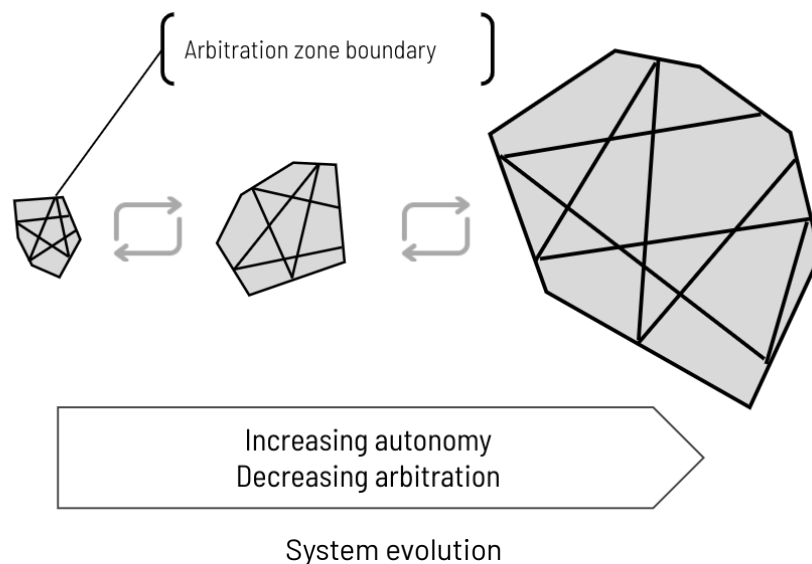 Arbitration zone boundary
Increasing autonomy
Decreasing arbitration
System evolution